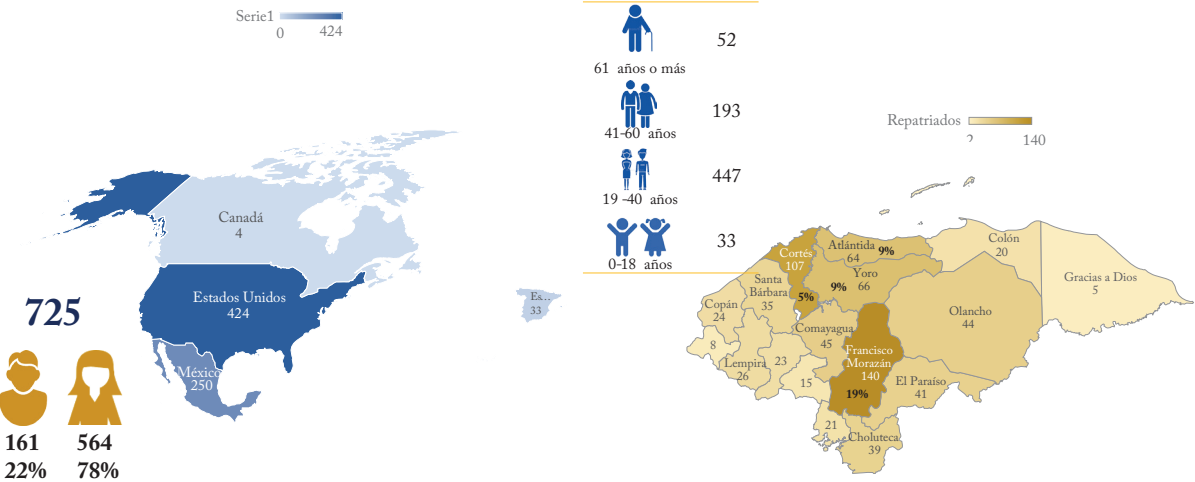 Serie1
0 424
Canadá
4
Estados Unidos
424
México
250
Es...
33
725
161 564
22% 78%
61 años o más
52
41-60 años
193
19 -40 años
447
0-18 años
33
Repatriados
140
Cortés
107
5%
Atlántida
64
9%
Colón
20
Gracias a Dios
5
Yoro
66
9%
Santa
Bárbara
35
Copán
24
8
Lempira
26
23
15
Comayagua
45
Francisco
Morazán
140
19%
Olancho
44
El Paraíso
41
21
Choluteca
39